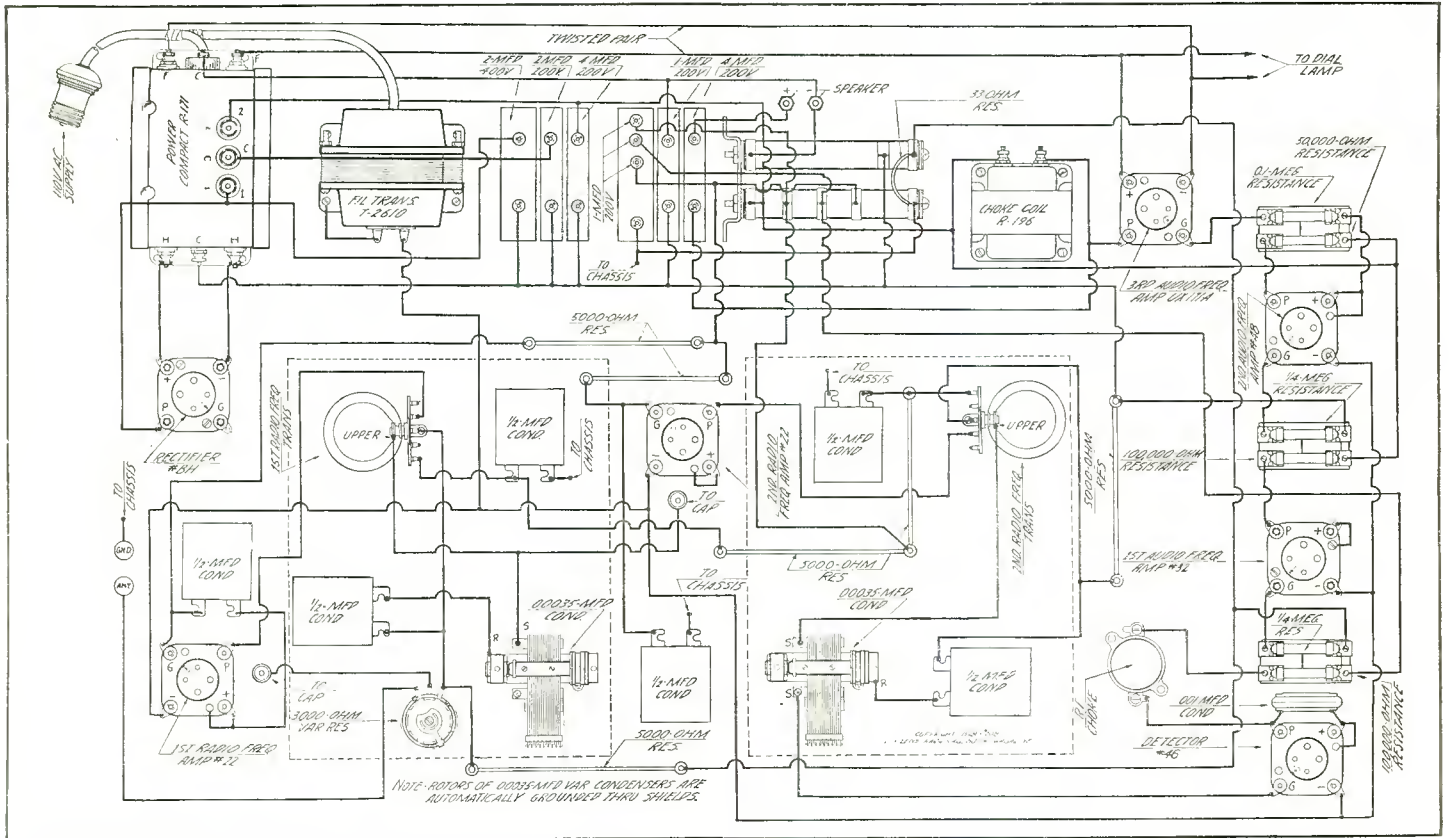 TWISTED PAIR
TO DIAL
LAMP
110V. A.C.
SUPPLY
F
C
F
POWER
COMPACT R-171
2
C
1
H
C
H
FIL TRANS
T-2610
2-MFD
400V
2 MFD
200V
4 MFD
200V
1-MFD
200V
4 MFD
200V
1-MFD
200V
TO
CHASSIS
+
SPEAKER
33-OHM
RES.
CHOKE COIL
R-196
+
-
P
G
3RD AUDIO FREQ.
AMP UX171A
50,000-OHM
RESISTANCE
0.1-MEG
RESISTANCE
P
+
G
-
2ND AUDIO FREQ
1/4-MEG
RESISTANCE
100,000-OHM
RESISTANCE
P
+
G
-
1ST AUDIO FREQ.
AMP #32
1/4-MEG
RES
100,000 OHM
RESISTANCE
.001 MFD
COND
P
+
G
-
DETECTOR
RF
CHOKE
+
-
P
G
RECTIFIER
#BH
5000-OHM
RES
1ST RADIO FREQ
TRANS
UPPER
1/2-MFD
COND.
TO
CHASSIS
G
P
-
+
2ND RADIO
FREQ AMP #22
TO
CAP
TO
CHASSIS
1/2-MFD
COND
UPPER
2ND RADIO FREQ
TRANS
5000-OHM
RES
5000-OHM
RES
TO
CHASSIS
GND
ANT
1/2-MFD
COND
1/2-MFD
COND
G
P
-
+
TO
CAP
3000-OHM
VAR RES
1ST RADIO FREQ
AMP #22
R
S
.00035-MFD
COND.
TO
CHASSIS
1/2-MFD
COND
5000-OHM
RES.
.00035-MFD
COND
S
S
R
1/2 MFD
COND
NOTE-ROTORS OF .00035-MFD VAR CONDENSERS ARE
AUTOMATICALLY GROUNDED THRU SHIELDS.